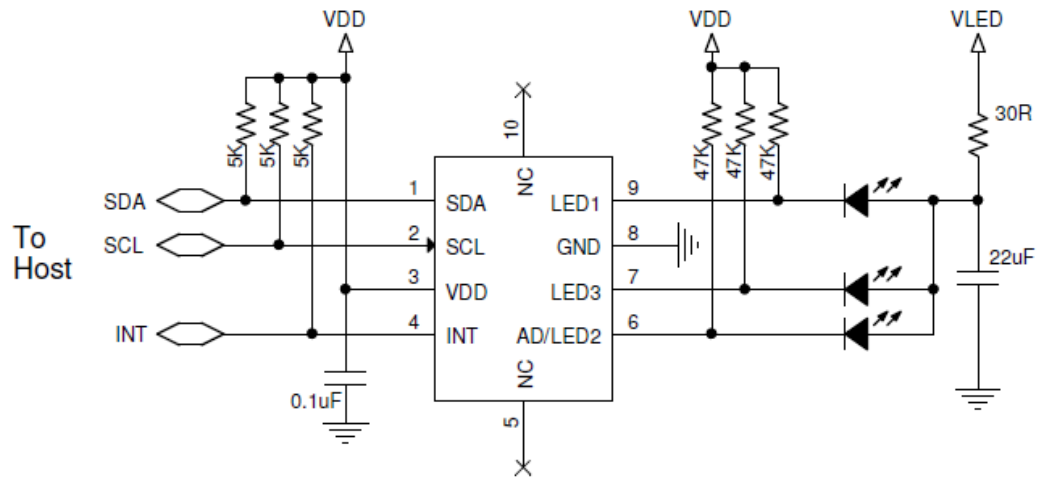 VDD
VDD
VLED
5K
5K
5K
47K
47K
47K
30R
10
NC
SDA
1
SDA
LED1
9
To
Host
SCL
2
SCL
GND
8
22uF
3
VDD
LED3
7
INT
4
INT
AD/LED2
6
NC
0.1uF
5